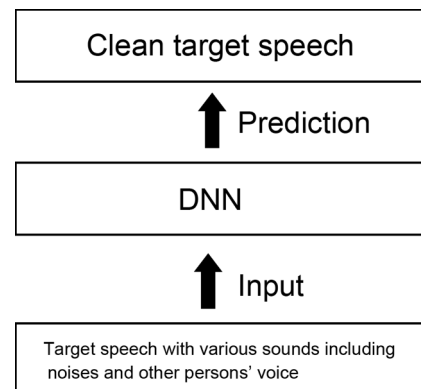 Clean target speech
Prediction
DNN
Input
Target speech with various sounds including
noises and other persons' voice